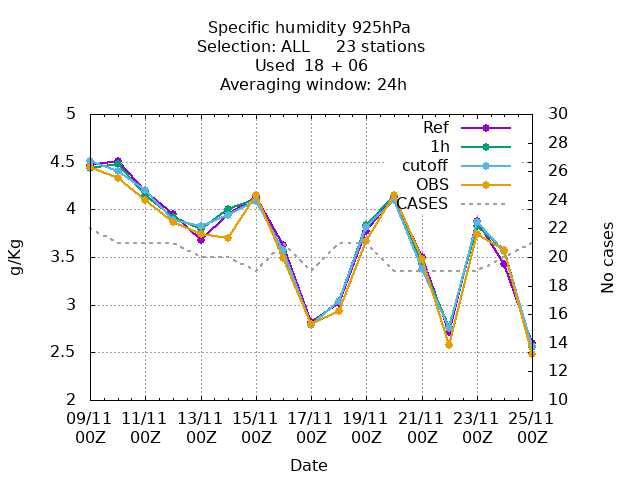 Specific humidity 925hPa
Selection: ALL 23 stations
Used 18 + 06
Averaging window: 24h
5
4.5
4
3.5
3
2.5
2
30
28
26
24
22
20
18
16
14
12
10
g/Kg
No cases
Ref
1h
cutoff
OBS
CASES
09/11 11/11 13/11 15/11 17/11 19/11 21/11 23/11 25/11
00Z 00Z 00Z 00Z 00Z 00Z 00Z 00Z 00Z
Date